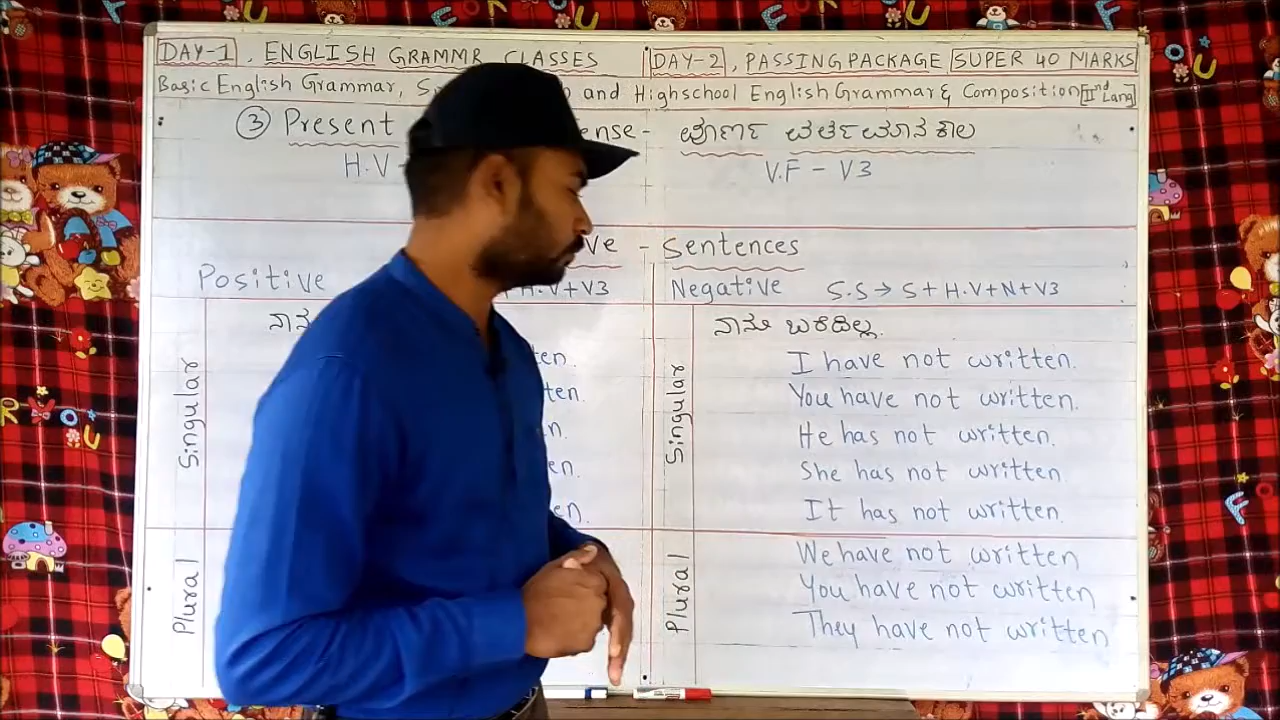 DAY-1, ENGLISH GRAMMR CLASSES
DAY-2, PASSING PACKAGE SUPER 40 MARKS
Basic English Grammar, and Highschool English Grammar & Composition [IInd Lang]
③ Present ense - ಪೂರ್ಣ ವರ್ತಮಾನ ಕಾಲ
H.V - V.F - V3
ve - Sentences
Positive + H.V+V3
Negative S.S → S + H.V+N+V3
Singular
ten.
ten.
n.
en.
en.
Plural
Singular
ನಾನು ಬರೆದಿಲ್ಲ.
I have not written.
You have not written.
He has not written.
She has not written.
It has not written.
Plural
We have not written
You have not written
They have not written